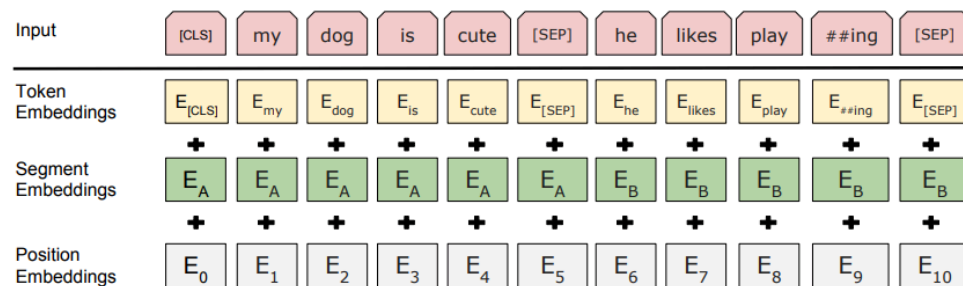 Input [CLS] my dog is cute [SEP] he likes play ##ing [SEP]
Token Embeddings E[CLS] Emy Edog Eis Ecute E[SEP] Ehe Elikes Eplay E##ing E[SEP]
+ + + + + + + + + + +
Segment Embeddings EA EA EA EA EA EA EB EB EB EB EB
+ + + + + + + + + + +
Position Embeddings E0 E1 E2 E3 E4 E5 E6 E7 E8 E9 E10